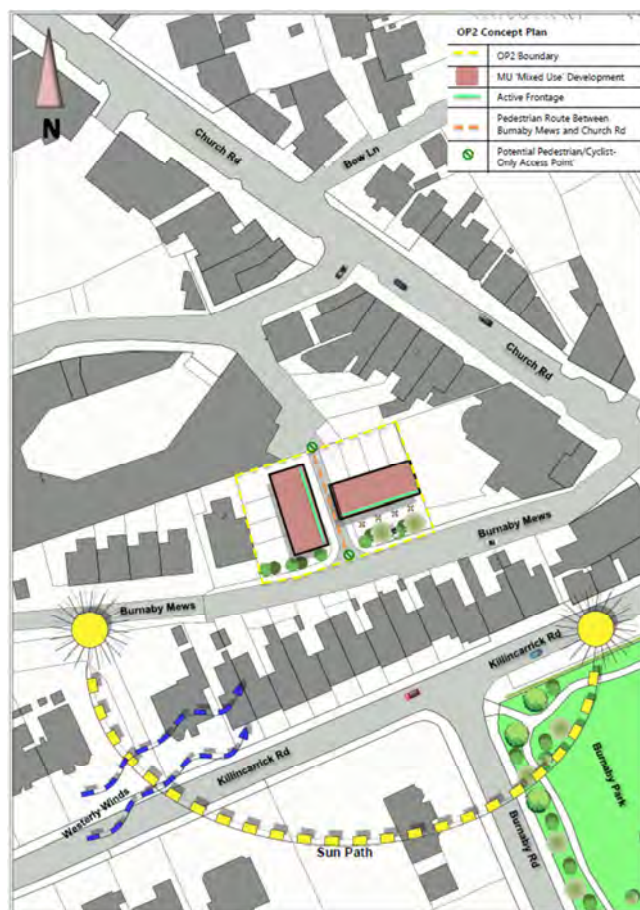 OP2 Concept Plan
OP2 Boundary
MU 'Mixed Use' Development
Active Frontage
Pedestrian Route Between
Burnaby Mews and Church Rd
Potential Pedestrian/Cyclist-
Only Access Point
N
Church Rd
Bow Ln
Church Rd
Burnaby Mews
Burnaby Mews
Killincarrick Rd
Burnaby Park
Killincarrick Rd
Westerly Winds
Burnaby Rd
Sun Path